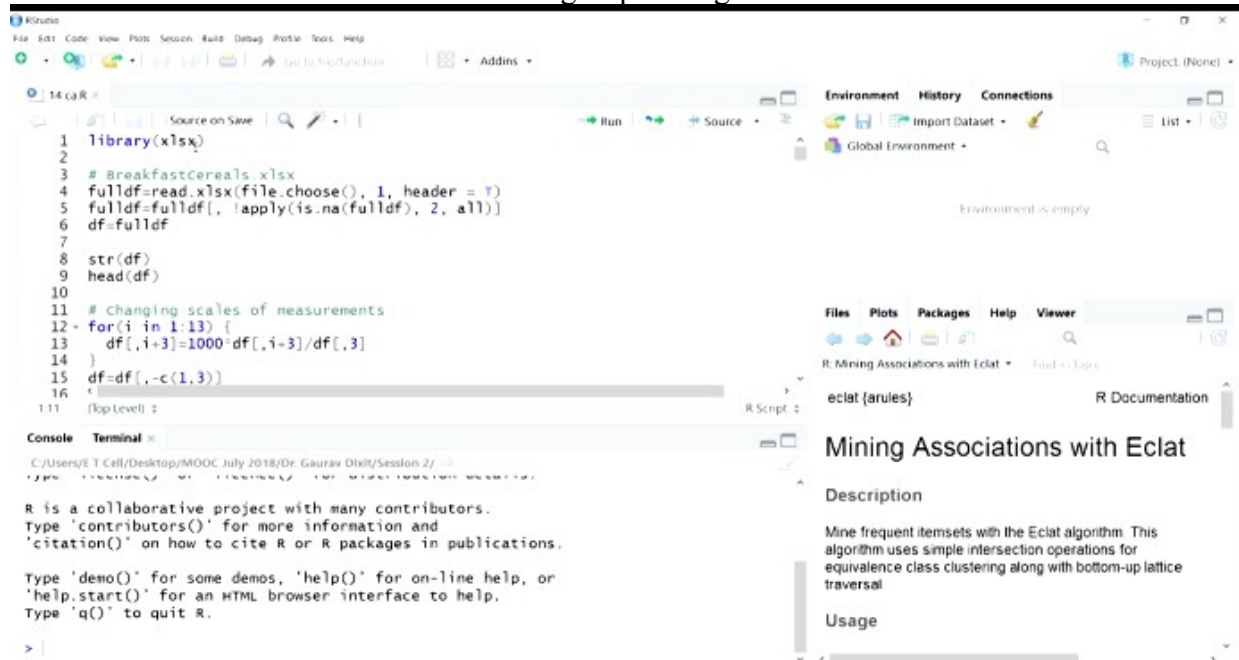 RStudio
File Edit Code View Plots Session Build Debug Profile Tools Help
Go to file/function
Addins
Project: (None)
14 ca.R
Source on Save
Run
Source
1 library(xlsx)
2
3 # BreakfastCereals.xlsx
4 fulldf=read.xlsx(file.choose(), 1, header = T)
5 fulldf=fulldf[, !apply(is.na(fulldf), 2, all)]
6 df=fulldf
7
8 str(df)
9 head(df)
10
11 # Changing scales of measurements
12 for(i in 1:13) {
13 df[,i+3]=1000*df[,i+3]/df[,3]
14 }
15 df=df[,-c(1,3)]
16
1:11 (Top Level) R Script
Console Terminal
C:/Users/E T Cell/Desktop/MOOC July 2018/Dr. Gaurav Dixit/Session 2/
R is a collaborative project with many contributors.
Type 'contributors()' for more information and
'citation()' on how to cite R or R packages in publications.
Type 'demo()' for some demos, 'help()' for on-line help, or
'help.start()' for an HTML browser interface to help.
Type 'q()' to quit R.
>
Environment History Connections
Import Dataset List
Global Environment
Environment is empty
Files Plots Packages Help Viewer
R: Mining Associations with Eclat Find in Topic
eclat {arules} R Documentation
Mining Associations with Eclat
Description
Mine frequent itemsets with the Eclat algorithm. This
algorithm uses simple intersection operations for
equivalence class clustering along with bottom-up lattice
traversal
Usage